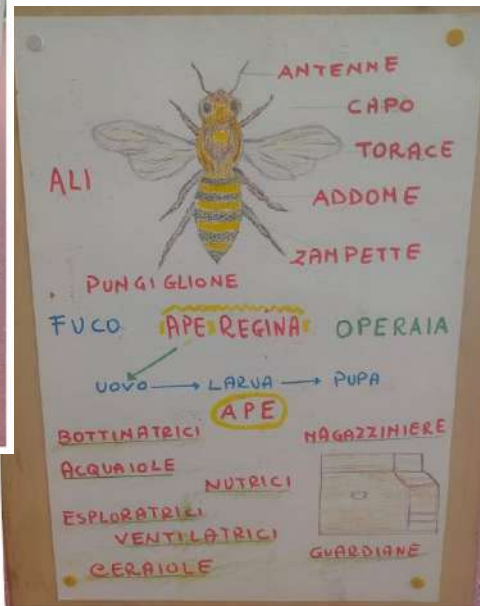 ANTENNE
CAPO
TORACE
ALI
ADDOME
ZAMPETTE
PUNGIGLIONE
FUCO APE REGINA OPERAIA
UOVO → LARVA → PUPA
APE
BOTTINATRICI MAGAZZINIERE
ACQUAIOLE
NUTRICI
ESPLORATRICI
VENTILATRICI
GUARDIANE
CERAIOLE